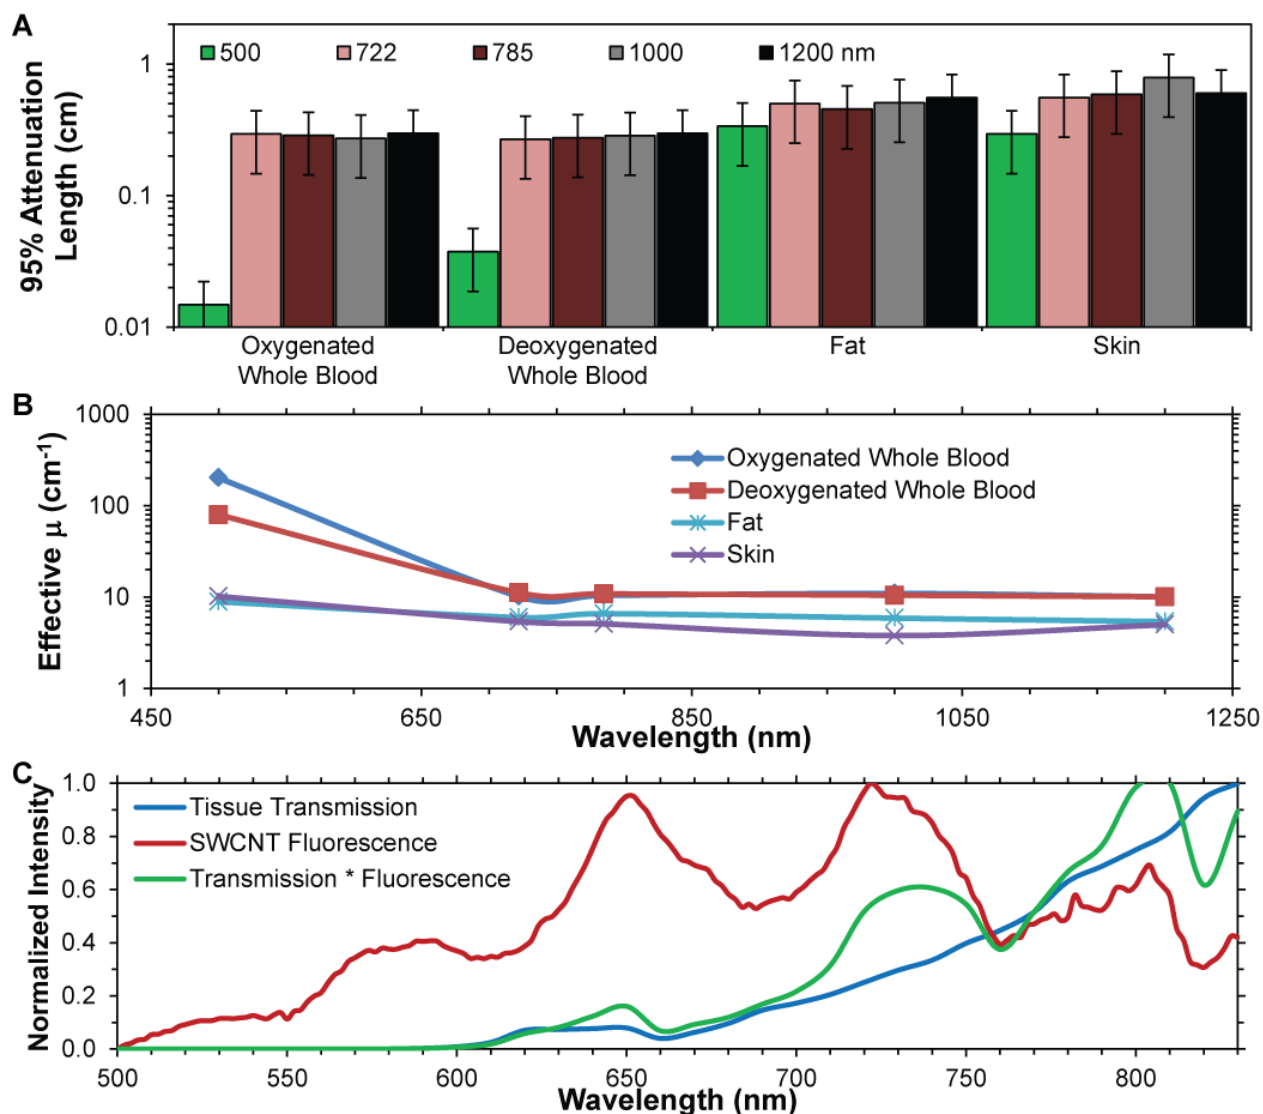 A
95% Attenuation
Length (cm)
1
0.1
0.01
500 722 785 1000 1200 nm
Oxygenated
Whole Blood
Deoxygenated
Whole Blood
Fat
Skin
B
Effective µ (cm⁻¹)
1000
100
10
1
Oxygenated Whole Blood
Deoxygenated Whole Blood
Fat
Skin
450 650 850 1050 1250
Wavelength (nm)
C
Normalized Intensity
1.0
0.8
0.6
0.4
0.2
0.0
Tissue Transmission
SWCNT Fluorescence
Transmission * Fluorescence
500 550 600 650 700 750 800
Wavelength (nm)